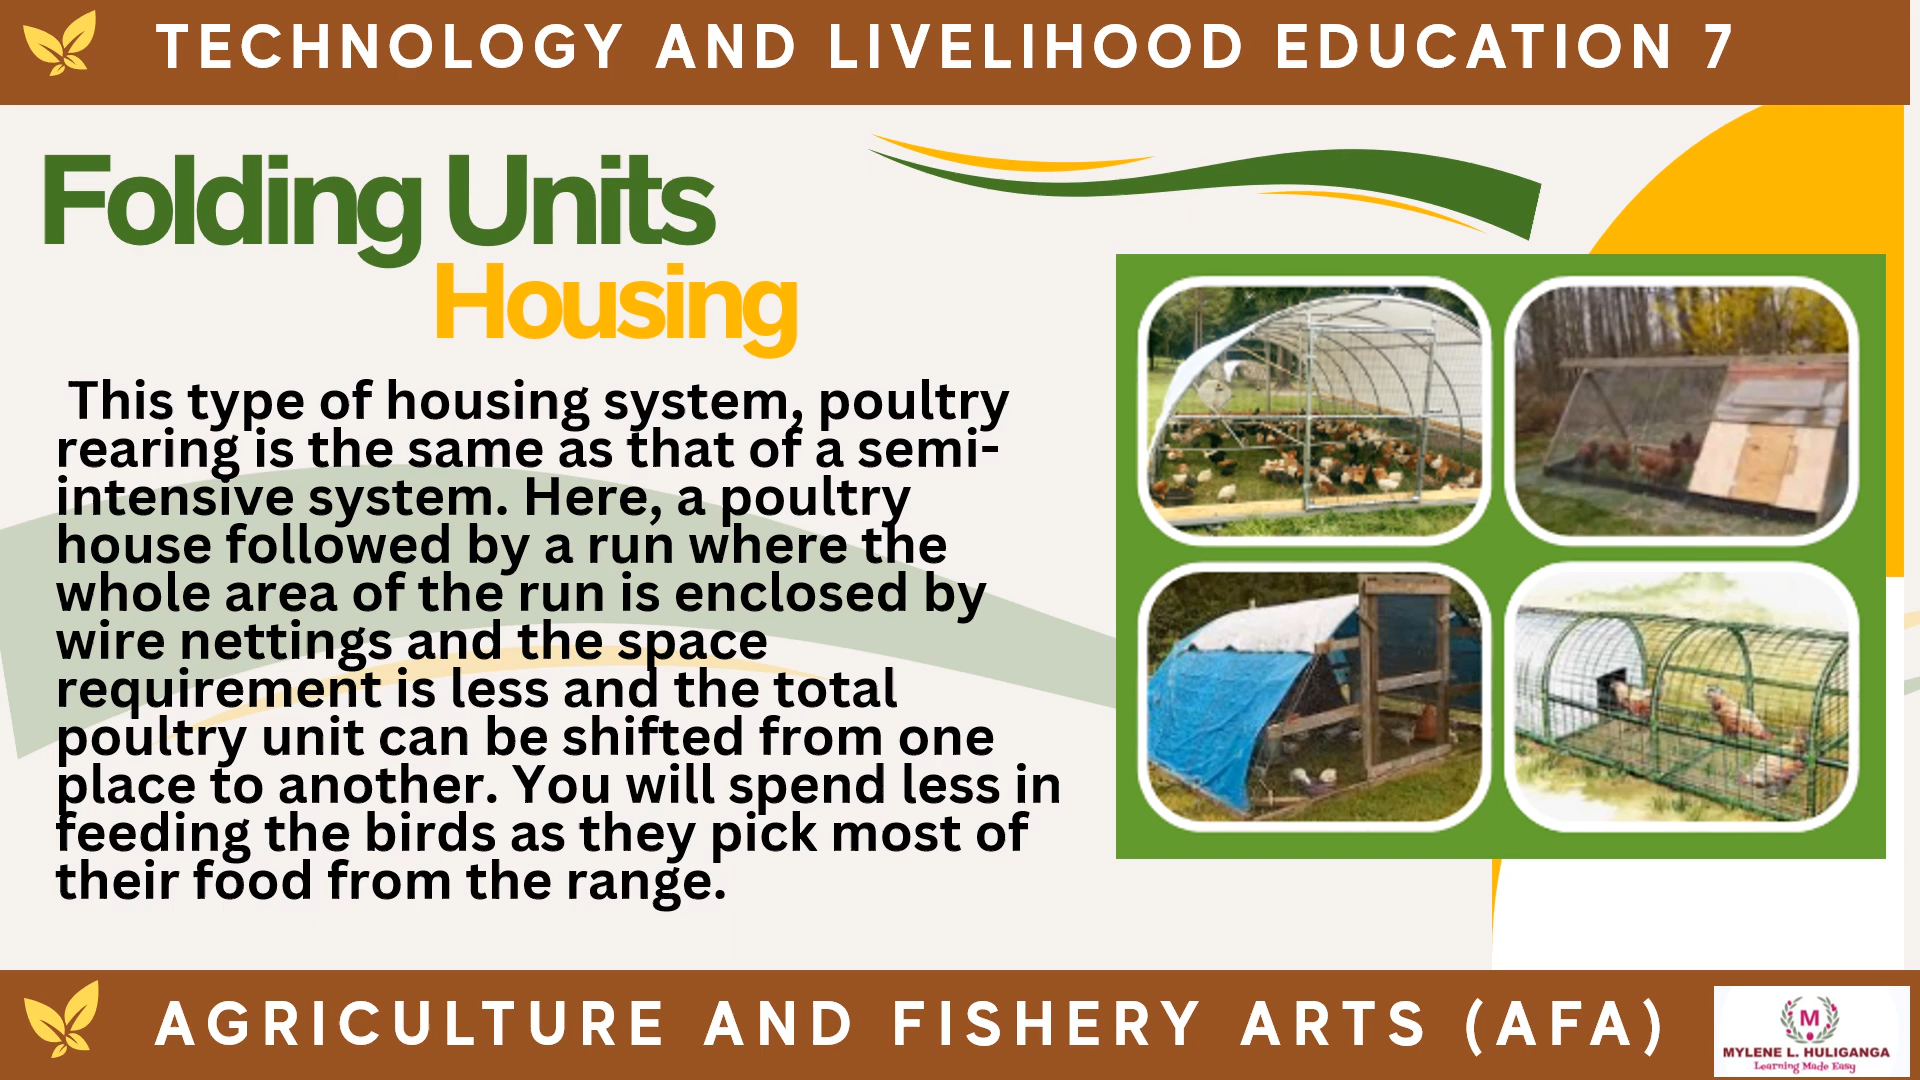 TECHNOLOGY AND LIVELIHOOD EDUCATION 7
Folding Units
Housing
This type of housing system, poultry
rearing is the same as that of a semi-
intensive system. Here, a poultry
house followed by a run where the
whole area of the run is enclosed by
wire nettings and the space
requirement is less and the total
poultry unit can be shifted from one
place to another. You will spend less in
feeding the birds as they pick most of
their food from the range.
AGRICULTURE AND FISHERY ARTS (AFA)
M
MYLENE L. HULIGANGA
Learning Made Easy